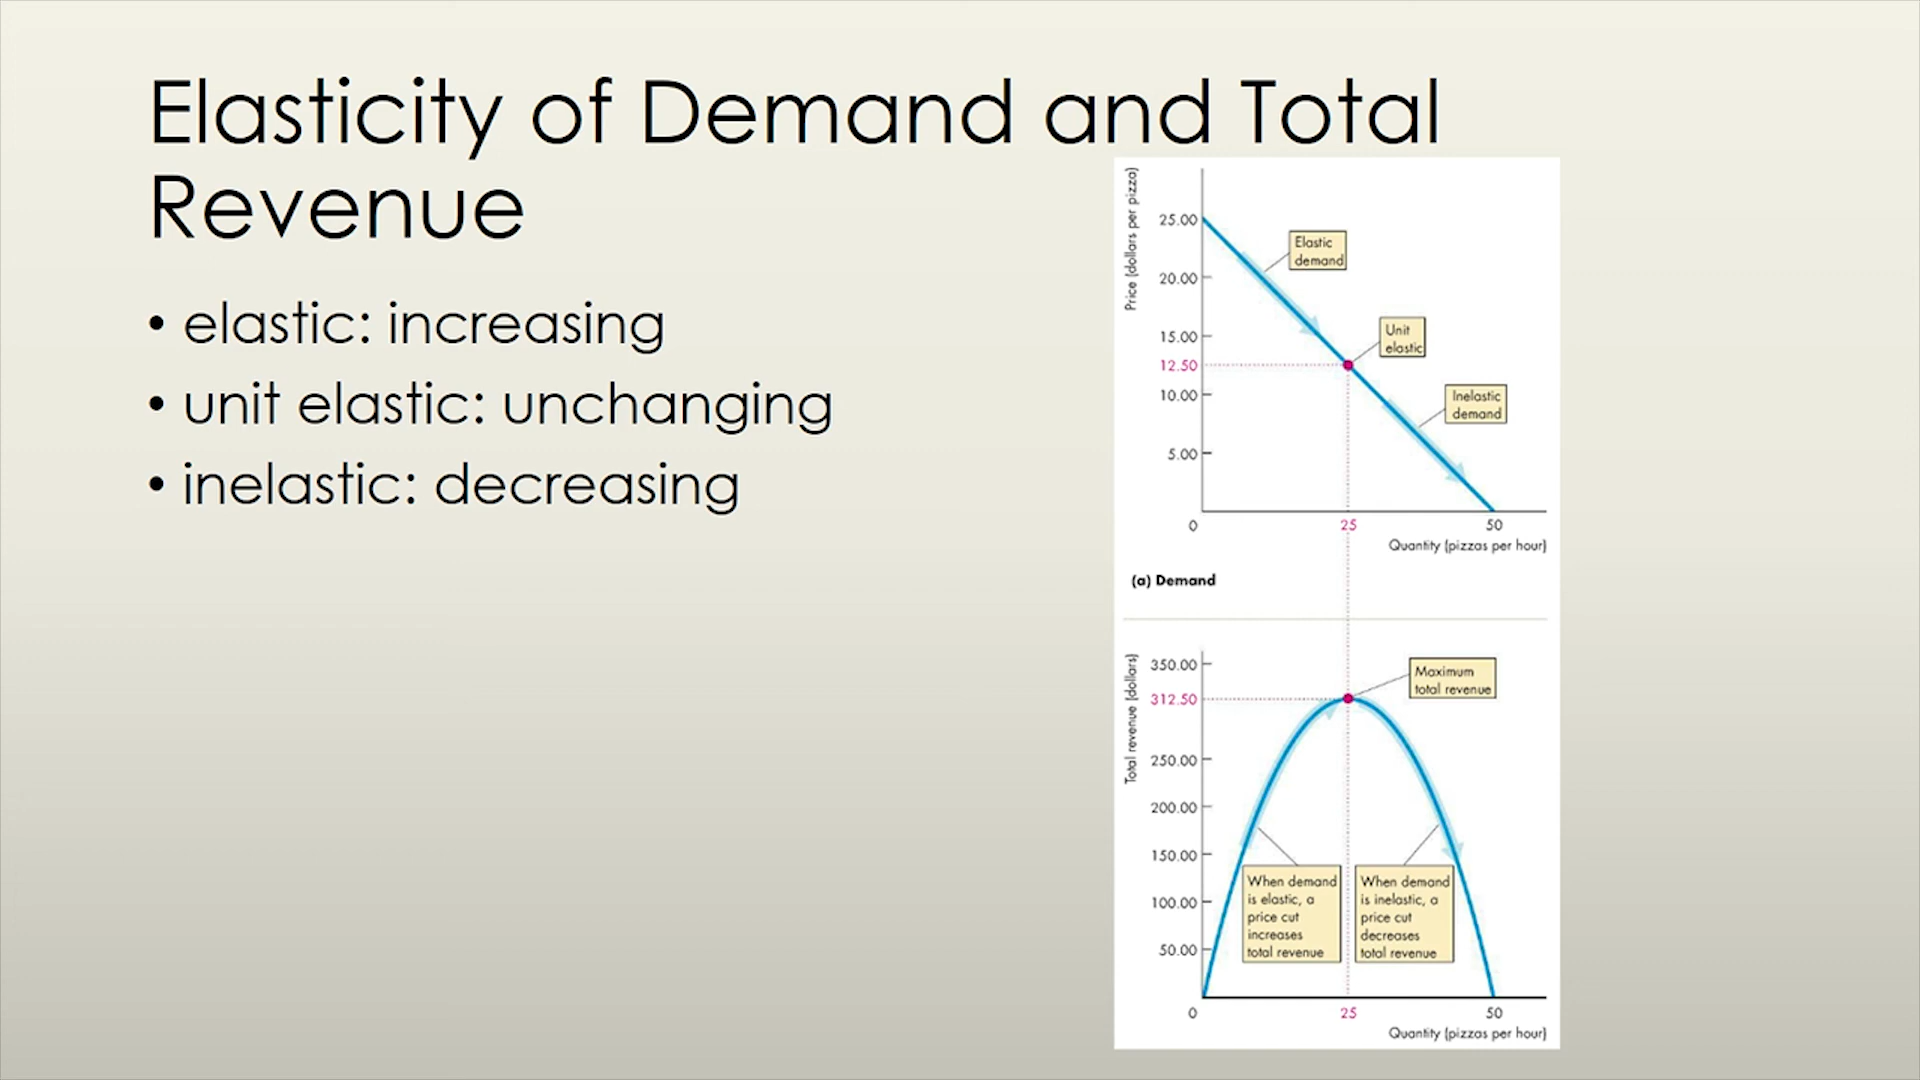 Elasticity of Demand and Total
Revenue
• elastic: increasing
• unit elastic: unchanging
• inelastic: decreasing
Price (dollars per pizza)
25.00
20.00
15.00
12.50
10.00
5.00
0
25
50
Quantity (pizzas per hour)
Elastic
demand
Unit
elastic
Inelastic
demand
(a) Demand
Total revenue (dollars)
350.00
312.50
250.00
200.00
150.00
100.00
50.00
0
25
50
Quantity (pizzas per hour)
Maximum
total revenue
When demand
is elastic, a
price cut
increases
total revenue
When demand
is inelastic, a
price cut
decreases
total revenue